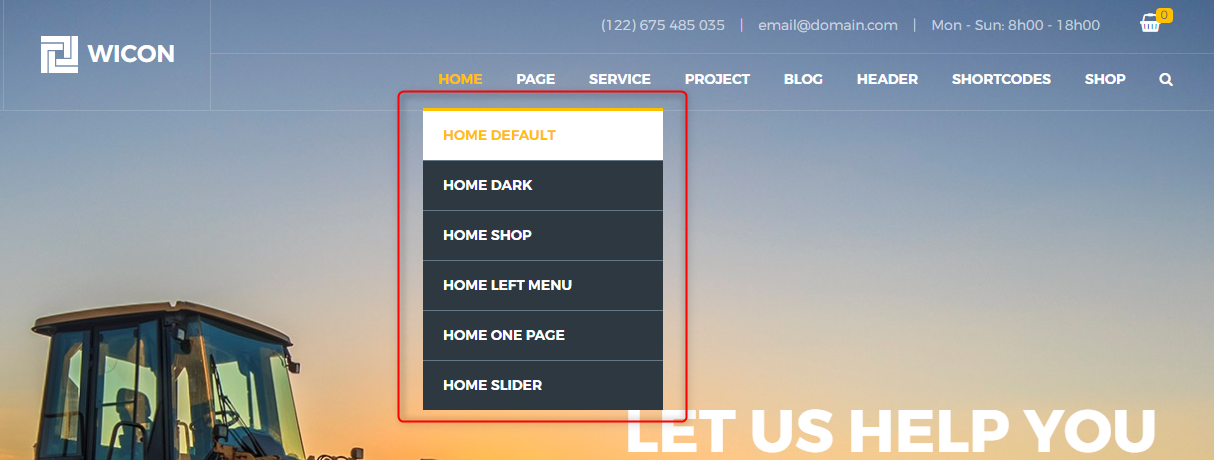 (122) 675 485 035 | email@domain.com | Mon - Sun: 8h00 - 18h00
0
WICON
HOME PAGE SERVICE PROJECT BLOG HEADER SHORTCODES SHOP
HOME DEFAULT
HOME DARK
HOME SHOP
HOME LEFT MENU
HOME ONE PAGE
HOME SLIDER
LET US HELP YOU